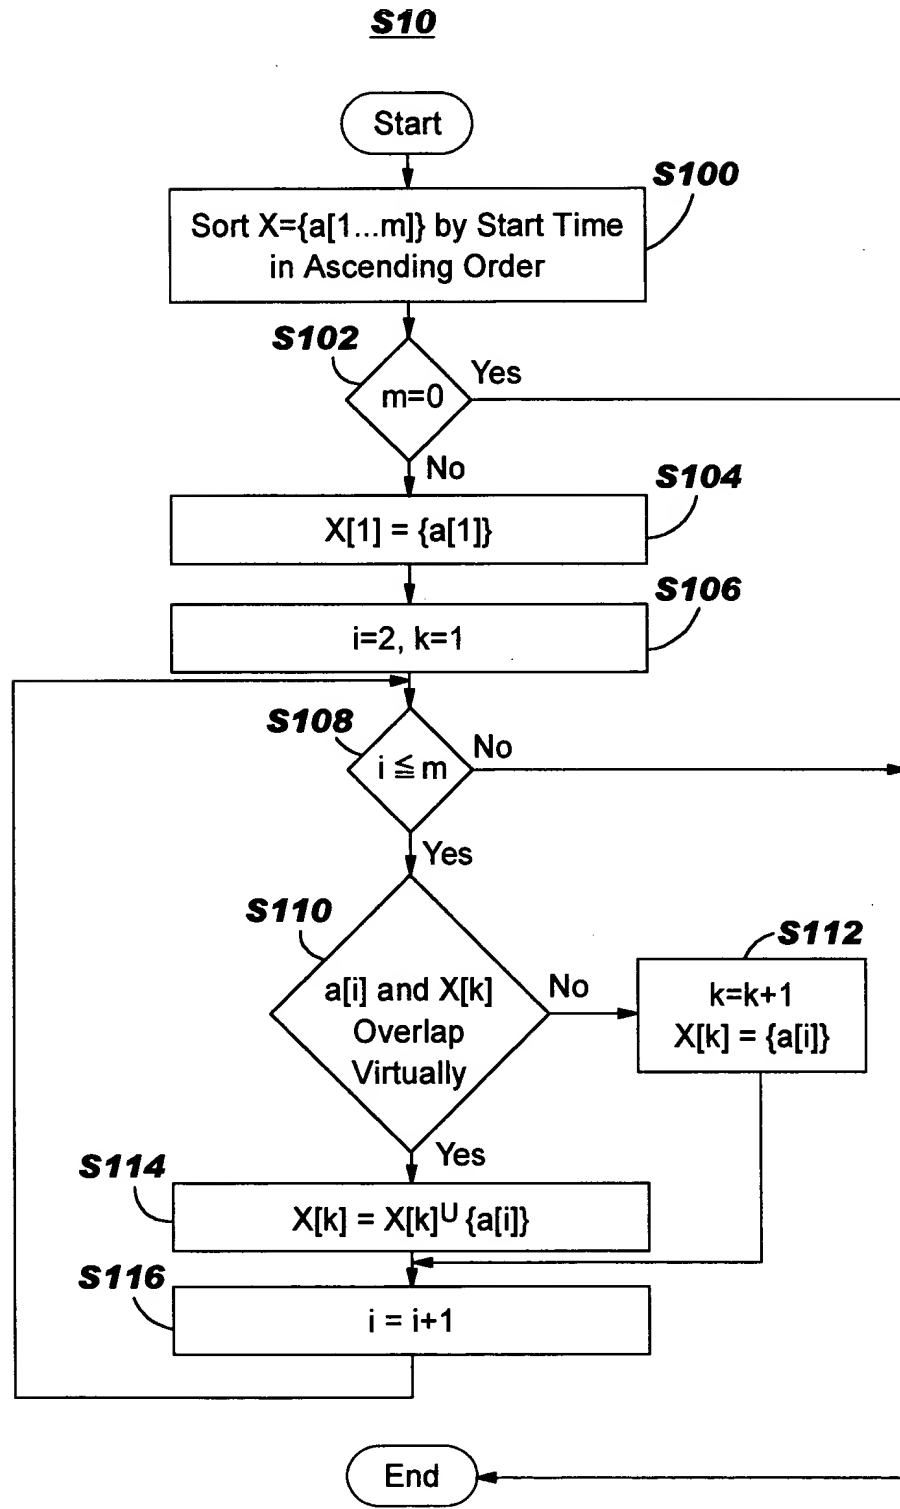 S10
Start
S100
Sort X={a[1...m]} by Start Time
in Ascending Order
S102
Yes
m=0
No
S104
X[1] = {a[1]}
S106
i=2, k=1
S108
No
i ≦ m
Yes
S110
S112
a[i] and X[k]
Overlap
Virtually
No
k=k+1
X[k] = {a[i]}
Yes
S114
X[k] = X[k]∪ {a[i]}
S116
i = i+1
End